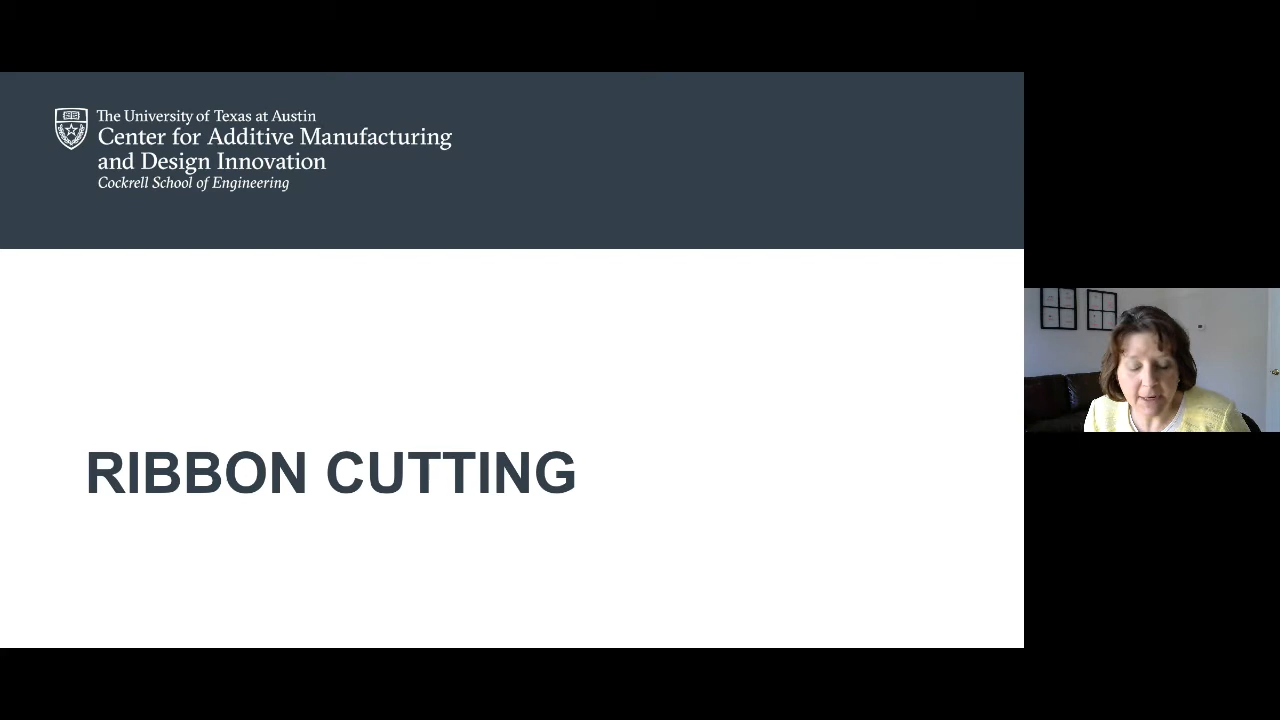 The University of Texas at Austin
Center for Additive Manufacturing
and Design Innovation
Cockrell School of Engineering
RIBBON CUTTING